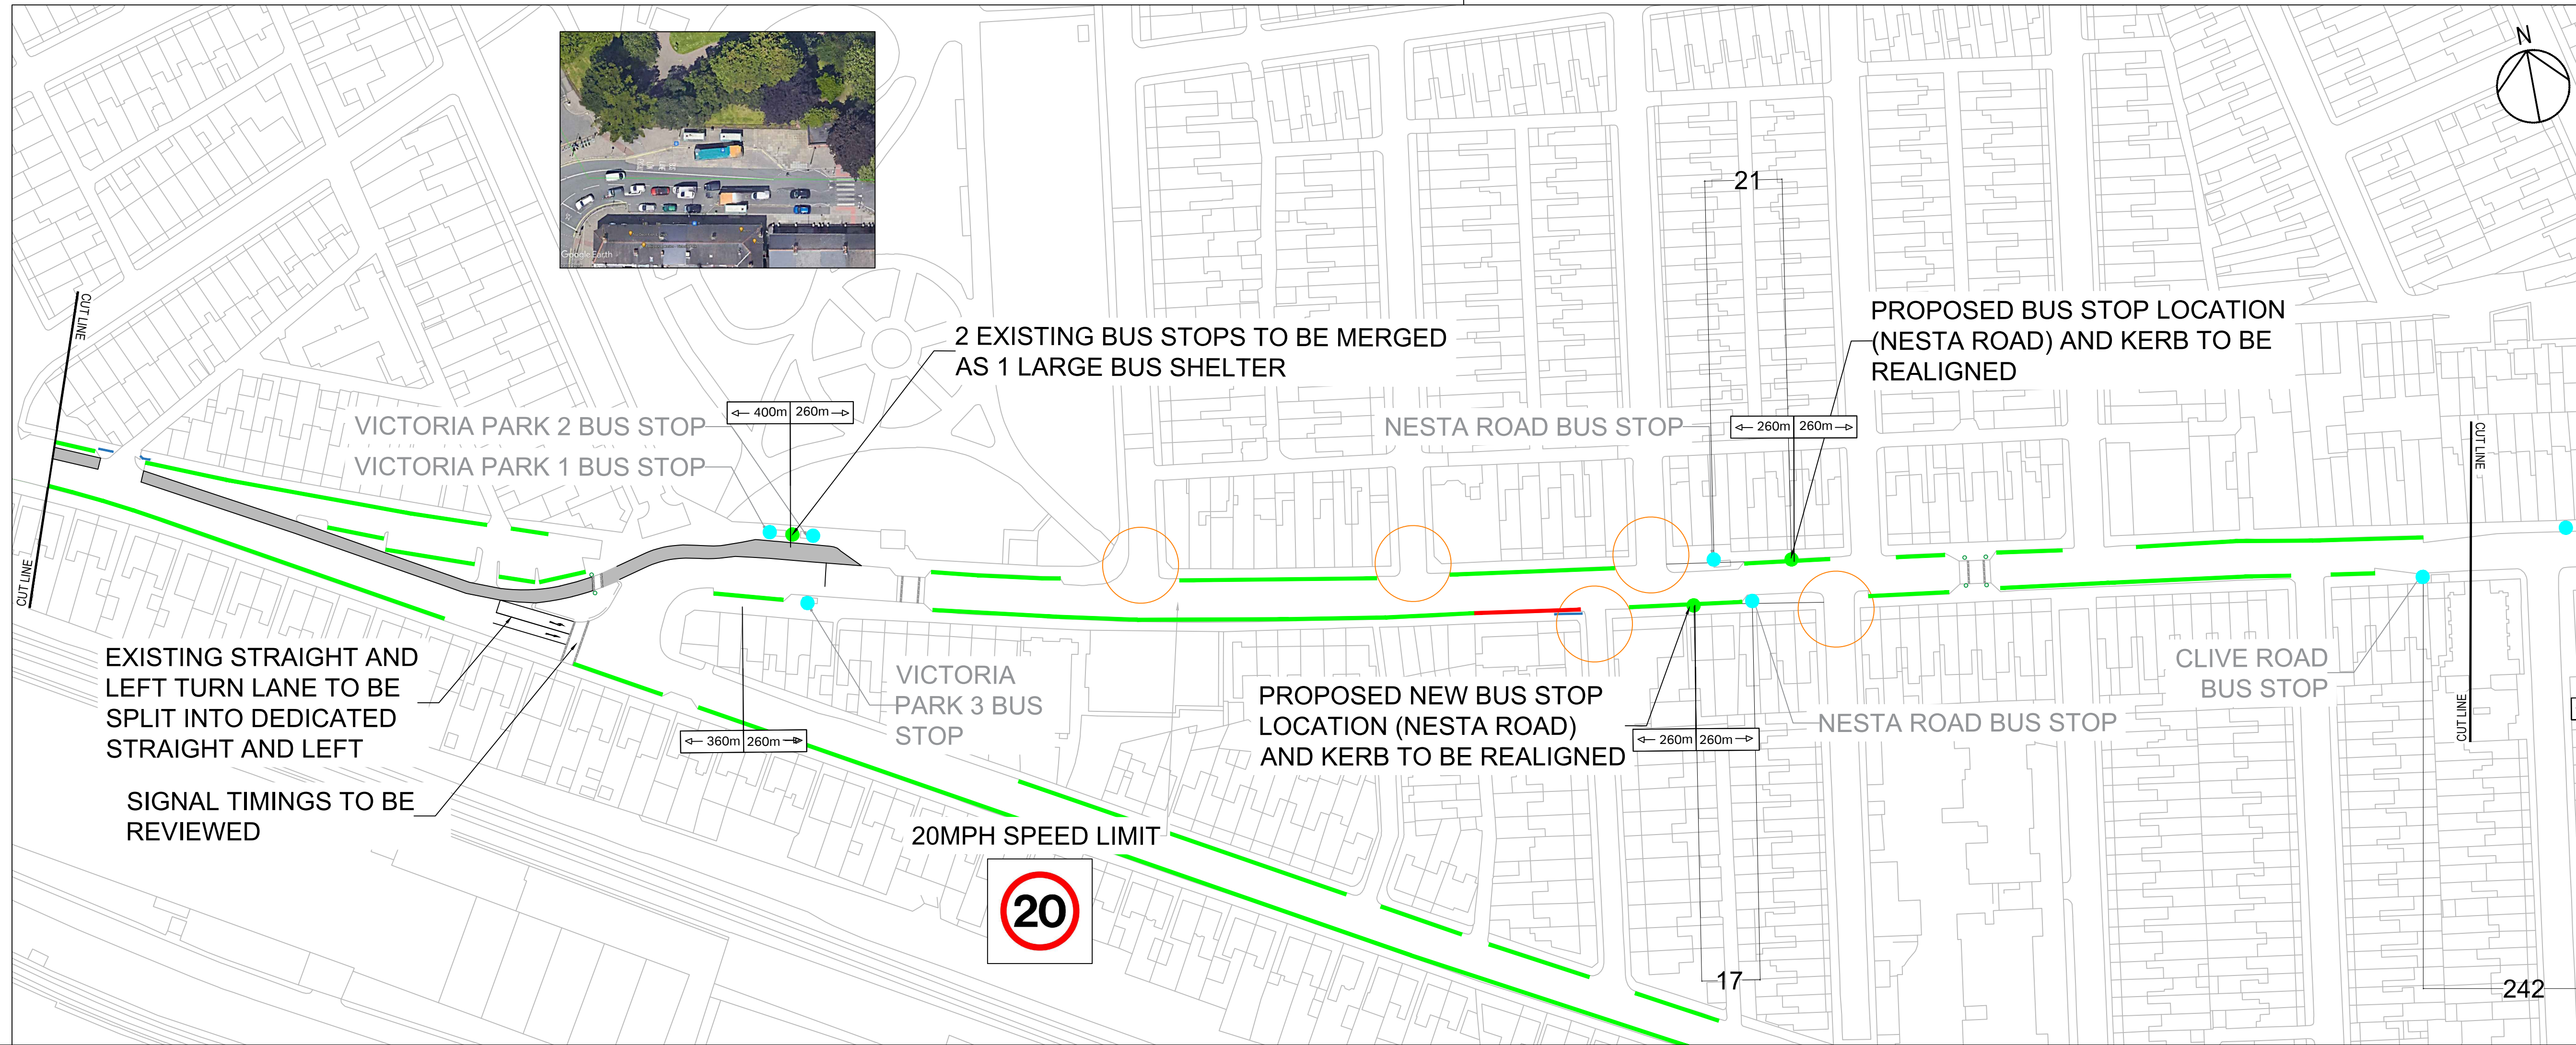 N
Google Earth
21
CUT LINE
2 EXISTING BUS STOPS TO BE MERGED
AS 1 LARGE BUS SHELTER
PROPOSED BUS STOP LOCATION
(NESTA ROAD) AND KERB TO BE
REALIGNED
VICTORIA PARK 2 BUS STOP
400m 260m
NESTA ROAD BUS STOP
260m 260m
CUT LINE
VICTORIA PARK 1 BUS STOP
CUT LINE
EXISTING STRAIGHT AND
LEFT TURN LANE TO BE
SPLIT INTO DEDICATED
STRAIGHT AND LEFT
SIGNAL TIMINGS TO BE
REVIEWED
360m 260m
VICTORIA
PARK 3 BUS
STOP
PROPOSED NEW BUS STOP
LOCATION (NESTA ROAD)
AND KERB TO BE REALIGNED
260m 260m
NESTA ROAD BUS STOP
CLIVE ROAD
BUS STOP
CUT LINE
20MPH SPEED LIMIT
20
17
242